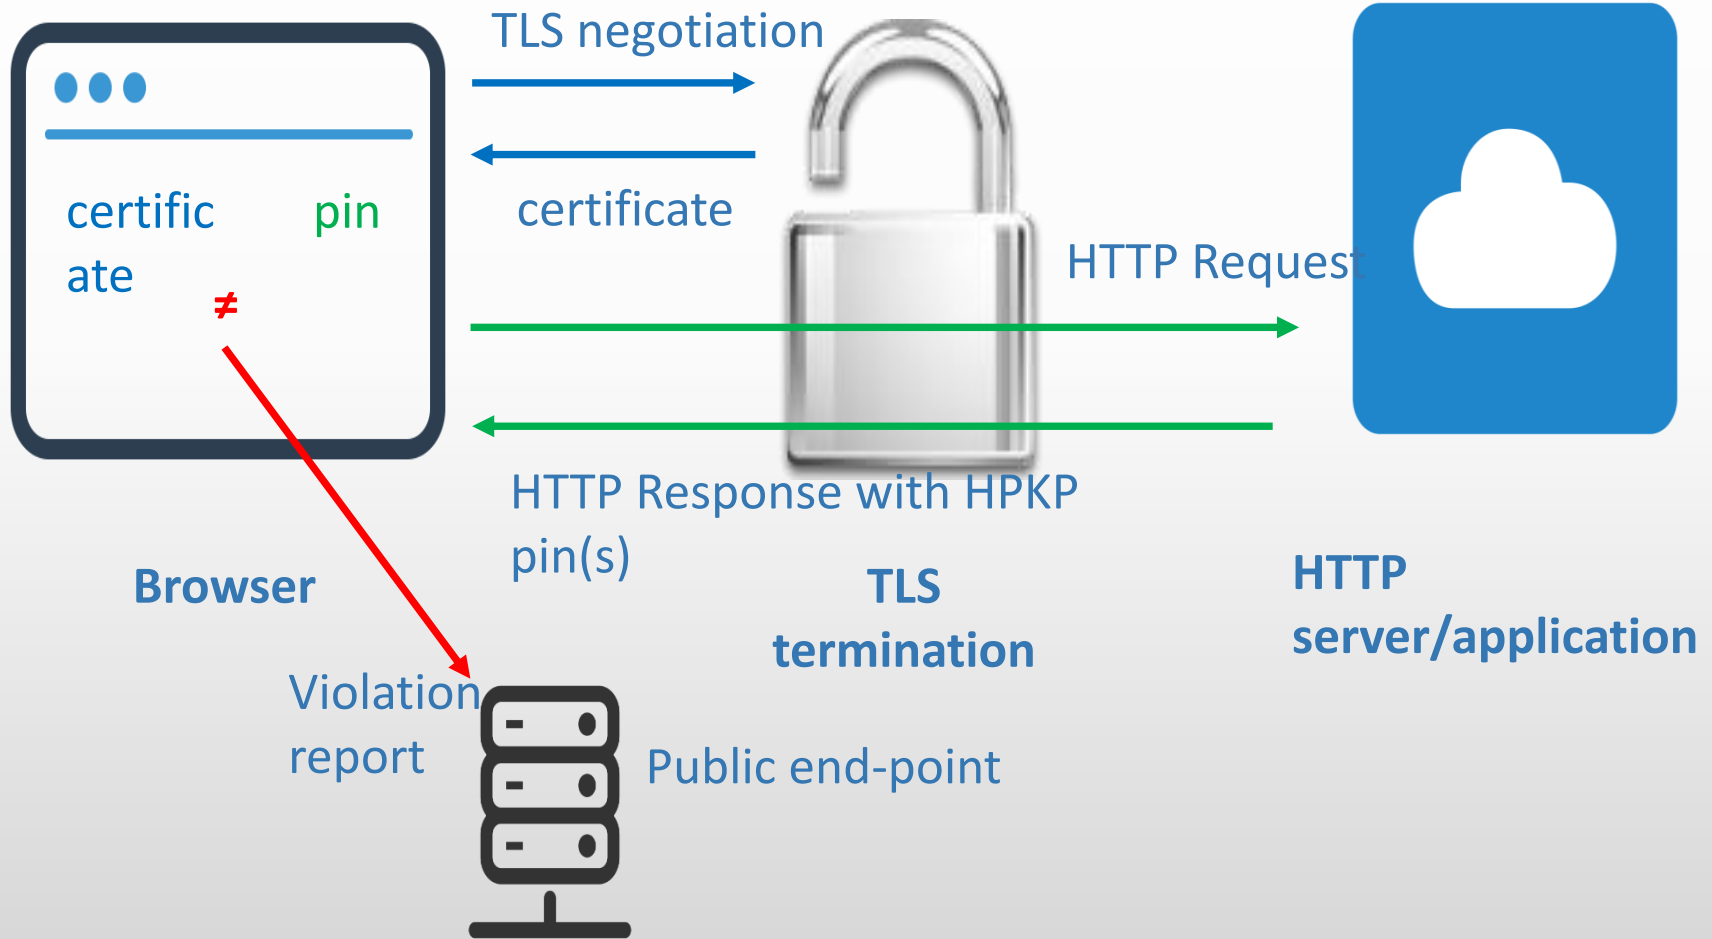 TLS negotiation
certific
ate
pin
≠
certificate
HTTP Request
HTTP Response with HPKP
pin(s)
Browser
TLS
termination
HTTP
server/application
Violation
report
Public end-point